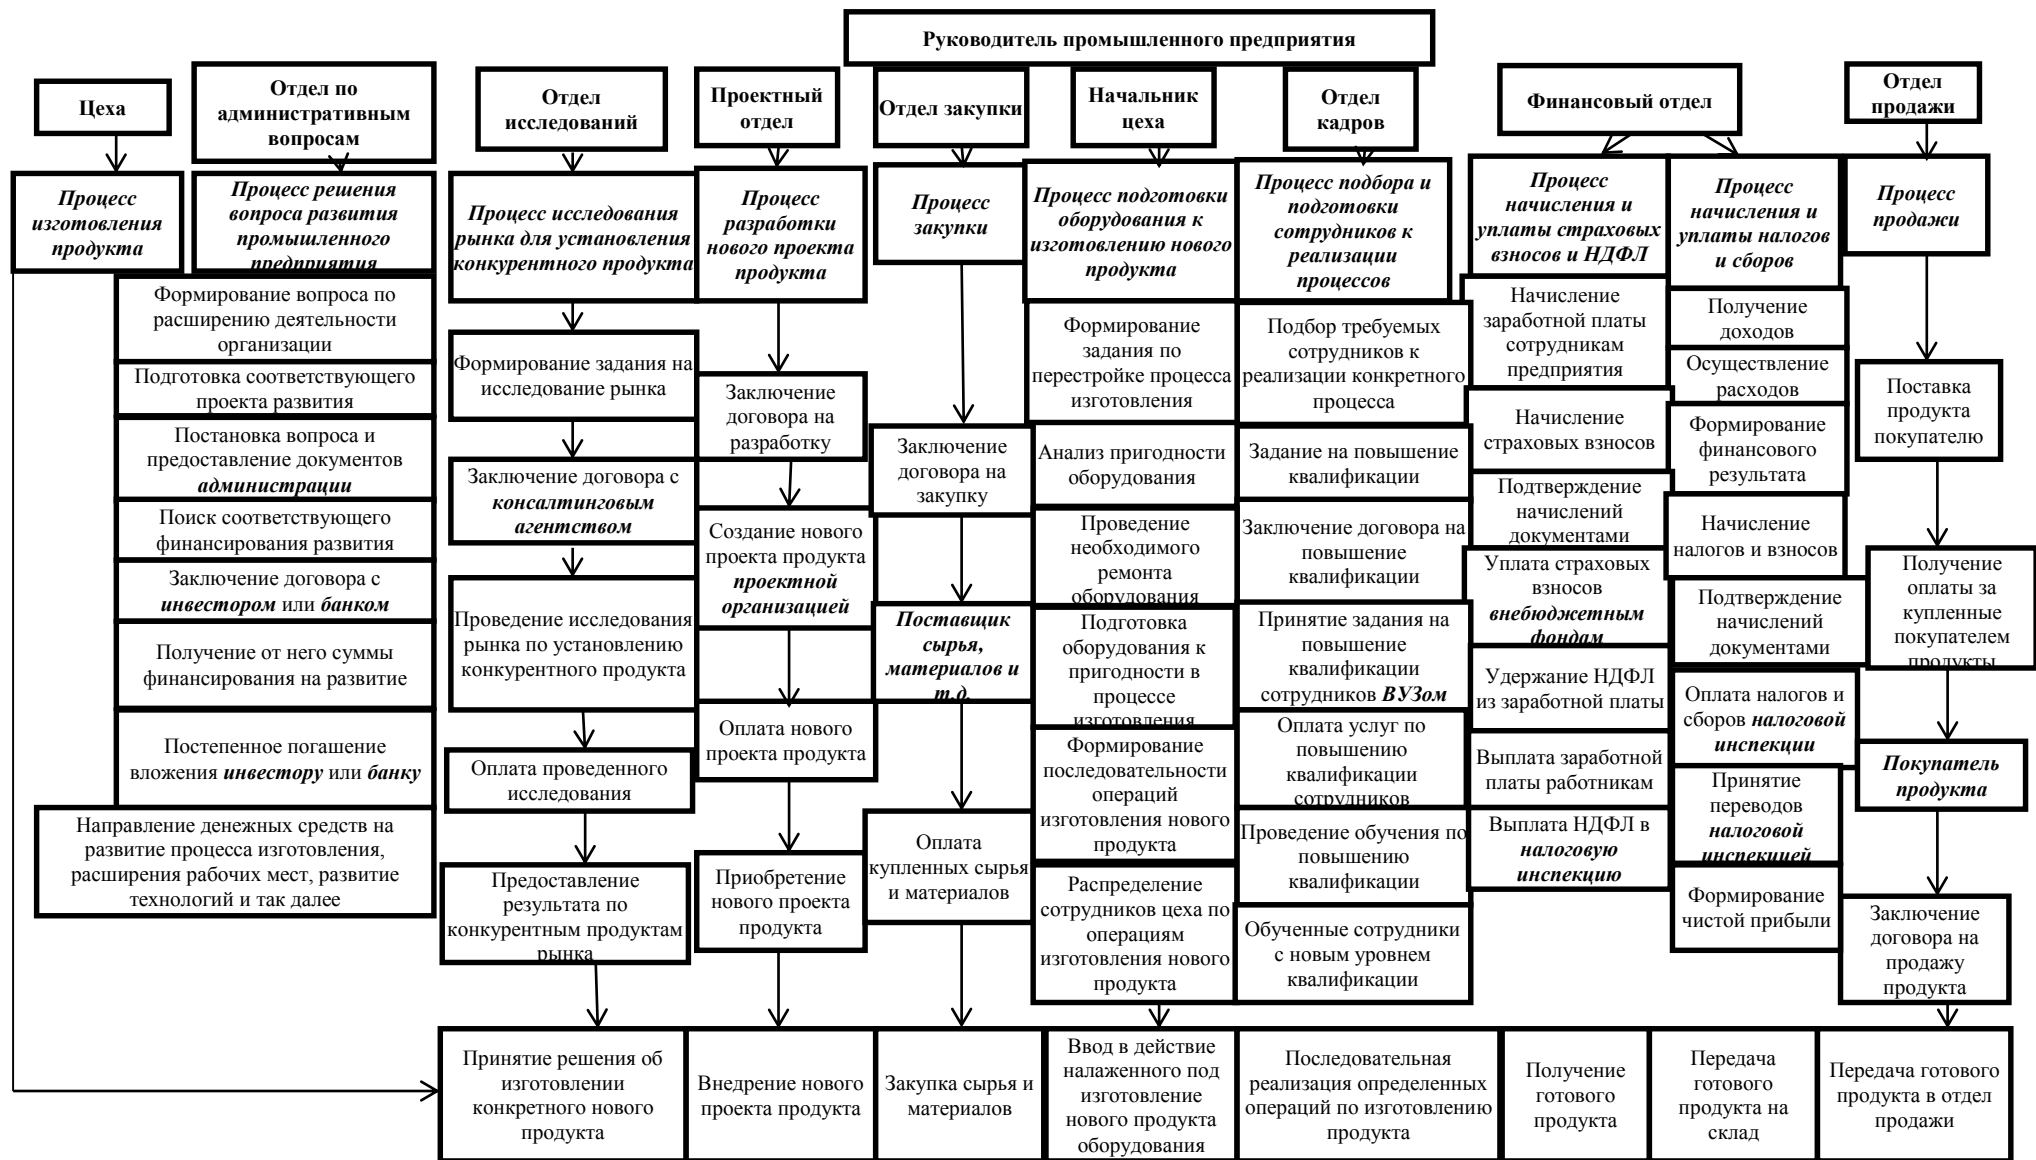 Руководитель промышленного предприятия
Цеха
Процесс
изготовления
продукта
Отдел по
административным
вопросам
Процесс решения
вопроса развития
промышленного
предприятия
Формирование вопроса по
расширению деятельности
организации
Подготовка соответствующего
проекта развития
Постановка вопроса и
предоставление документов
администрации
Поиск соответствующего
финансирования развития
Заключение договора с
инвестором или банком
Получение от него суммы
финансирования на развитие
Постепенное погашение
вложения инвестору или банку
Направление денежных средств на
развитие процесса изготовления,
расширения рабочих мест, развитие
технологий и так далее
Отдел
исследований
Процесс исследования
рынка для установления
конкурентного продукта
Формирование задания на
исследование рынка
Заключение договора с
консалтинговым
агентством
Проведение исследования
рынка по установлению
конкурентного продукта
Оплата проведенного
исследования
Предоставление
результата по
конкурентным продуктам
рынка
Проектный
отдел
Процесс
разработки
нового проекта
продукта
Заключение
договора на
разработку
Создание нового
проекта продукта
проектной
организацией
Оплата нового
проекта продукта
Приобретение
нового проекта
продукта
Отдел закупки
Процесс
закупки
Заключение
договора на
закупку
Поставщик
сырья,
материалов и
т.д.
Оплата
купленных сырья
и материалов
Начальник
цеха
Процесс подготовки
оборудования к
изготовлению нового
продукта
Формирование
задания по
перестройке процесса
изготовления
Анализ пригодности
оборудования
Проведение
необходимого
ремонта
оборудования
Подготовка
оборудования к
пригодности в
процессе
изготовления
Формирование
последовательности
операций
изготовления нового
продукта
Распределение
сотрудников цеха по
операциям
изготовления нового
продукта
Отдел
кадров
Процесс подбора и
подготовки
сотрудников к
реализации
процессов
Подбор требуемых
сотрудников к
реализации конкретного
процесса
Задание на повышение
квалификации
Заключение договора на
повышение
квалификации
Принятие задания на
повышение
квалификации
сотрудников ВУЗом
Оплата услуг по
повышению
квалификации
сотрудников
Проведение обучения по
повышению
квалификации
Обученные сотрудники
с новым уровнем
квалификации
Финансовый отдел
Процесс
начисления и
уплаты страховых
взносов и НДФЛ
Начисление
заработной платы
сотрудникам
предприятия
Начисление
страховых взносов
Подтверждение
начислений
документами
Уплата страховых
взносов
внебюджетным
фондам
Удержание НДФЛ
из заработной платы
Выплата заработной
платы работникам
Выплата НДФЛ в
налоговую
инспекцию
Процесс
начисления и
уплаты налогов
и сборов
Получение
доходов
Осуществление
расходов
Формирование
финансового
результата
Начисление
налогов и взносов
Подтверждение
начислений
документами
Оплата налогов и
сборов налоговой
инспекции
Принятие
переводов
налоговой
инспекцией
Формирование
чистой прибыли
Отдел
продажи
Процесс
продажи
Поставка
продукта
покупателю
Получение
оплаты за
купленные
покупателем
продукты
Покупатель
продукта
Заключение
договора на
продажу
продукта
Принятие решения об
изготовлении
конкретного нового
продукта
Внедрение нового
проекта продукта
Закупка сырья и
материалов
Ввод в действие
налаженного под
изготовление
нового продукта
оборудования
Последовательная
реализация определенных
операций по изготовлению
продукта
Получение
готового
продукта
Передача
готового
продукта на
склад
Передача готового
продукта в отдел
продажи